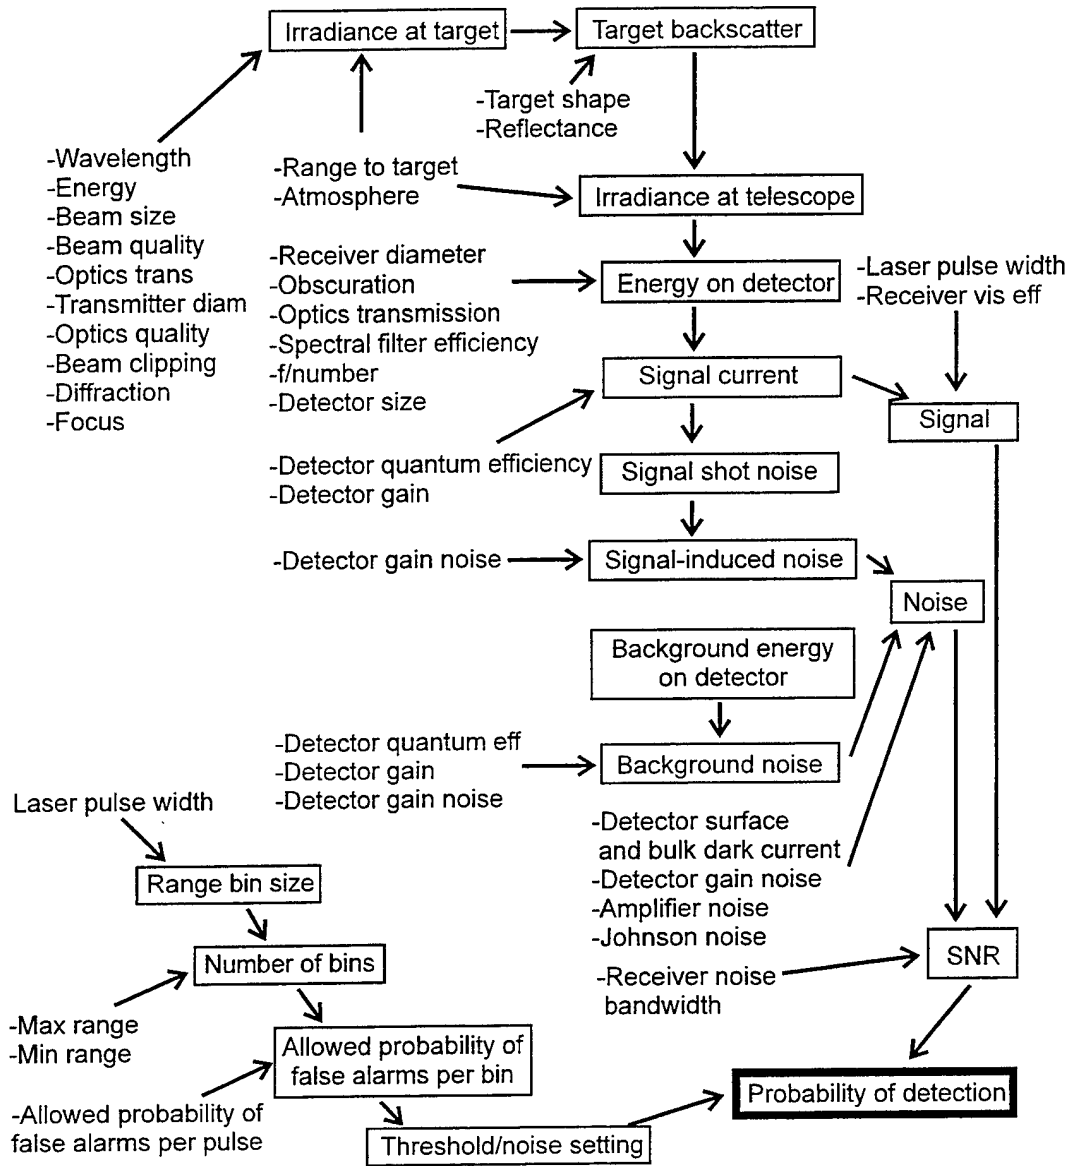 Irradiance at target
Target backscatter
-Target shape
-Reflectance
-Wavelength
-Energy
-Beam size
-Beam quality
-Optics trans
-Transmitter diam
-Optics quality
-Beam clipping
-Diffraction
-Focus
-Range to target
-Atmosphere
Irradiance at telescope
-Receiver diameter
-Obscuration
-Optics transmission
-Spectral filter efficiency
-f/number
-Detector size
Energy on detector
-Laser pulse width
-Receiver vis eff
Signal current
Signal
-Detector quantum efficiency
-Detector gain
Signal shot noise
-Detector gain noise
Signal-induced noise
Noise
Background energy
on detector
-Detector quantum eff
-Detector gain
-Detector gain noise
Background noise
Laser pulse width
-Detector surface
and bulk dark current
-Detector gain noise
-Amplifier noise
-Johnson noise
Range bin size
Number of bins
SNR
-Receiver noise
bandwidth
-Max range
-Min range
Allowed probability of
false alarms per bin
Probability of detection
-Allowed probability of
false alarms per pulse
Threshold/noise setting